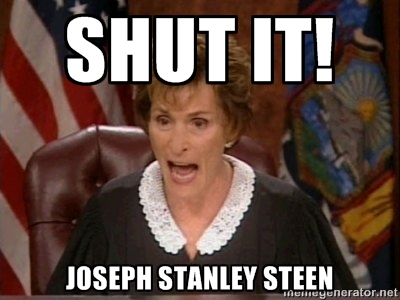 SHUT IT!
JOSEPH STANLEY STEEN
memegenerator.net